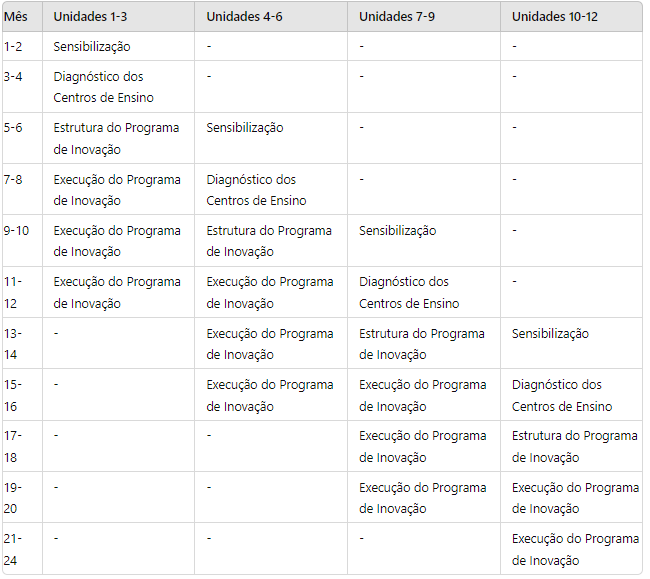 Mês Unidades 1-3 Unidades 4-6 Unidades 7-9 Unidades 10-12
1-2 Sensibilização - - -
3-4 Diagnóstico dos - - -
Centros de Ensino
5-6 Estrutura do Programa Sensibilização - -
de Inovação
7-8 Execução do Programa Diagnóstico dos - -
de Inovação Centros de Ensino
9-10 Execução do Programa Estrutura do Programa Sensibilização -
de Inovação de Inovação
11- Execução do Programa Execução do Programa Diagnóstico dos -
12 de Inovação de Inovação Centros de Ensino
13- - Execução do Programa Estrutura do Programa Sensibilização
14 de Inovação de Inovação
15- - Execução do Programa Execução do Programa Diagnóstico dos
16 de Inovação de Inovação Centros de Ensino
17- - - Execução do Programa Estrutura do Programa
18 de Inovação de Inovação
19- - - Execução do Programa Execução do Programa
20 de Inovação de Inovação
21- - - - Execução do Programa
24 de Inovação